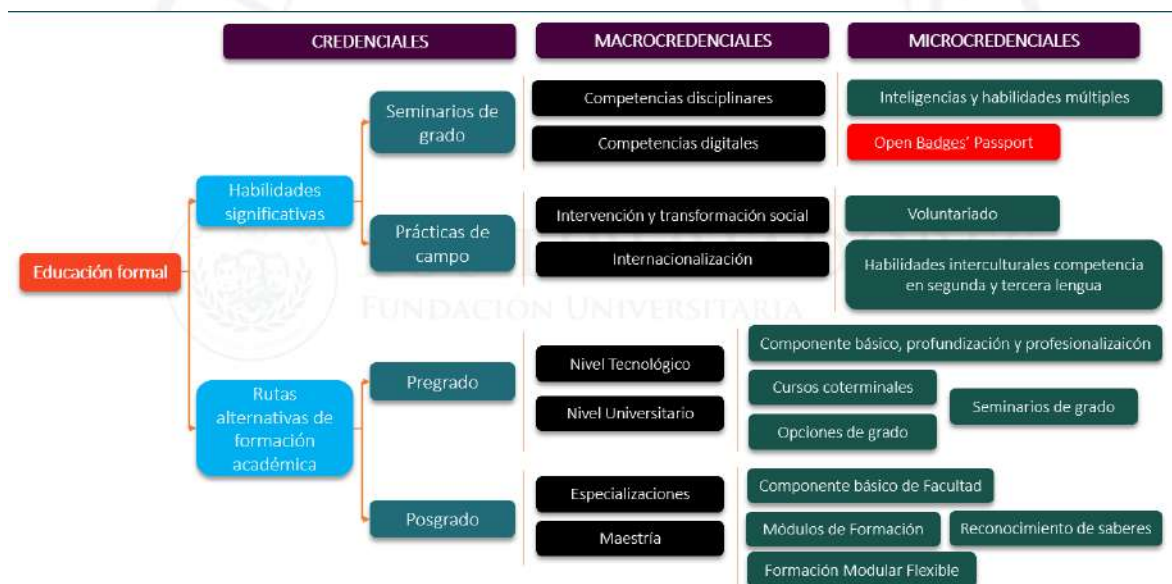 CREDENCIALES
MACROCREDENCIALES
MICROCREDENCIALES
Educación formal
Habilidades
significativas
Seminarios de
grado
Competencias disciplinares
Competencias digitales
Inteligencias y habilidades múltiples
Open Badges' Passport
Prácticas de
campo
Intervención y transformación social
Internacionalización
Voluntariado
Habilidades interculturales competencia
en segunda y tercera lengua
FUNDACIÓN UNIVERSITARIA
Rutas
alternativas de
formación
académica
Pregrado
Nivel Tecnológico
Nivel Universitario
Componente básico, profundización y profesionalizaicón
Cursos coterminales
Seminarios de grado
Opciones de grado
Posgrado
Especializaciones
Maestría
Componente básico de Facultad
Módulos de Formación
Reconocimiento de saberes
Formación Modular Flexible